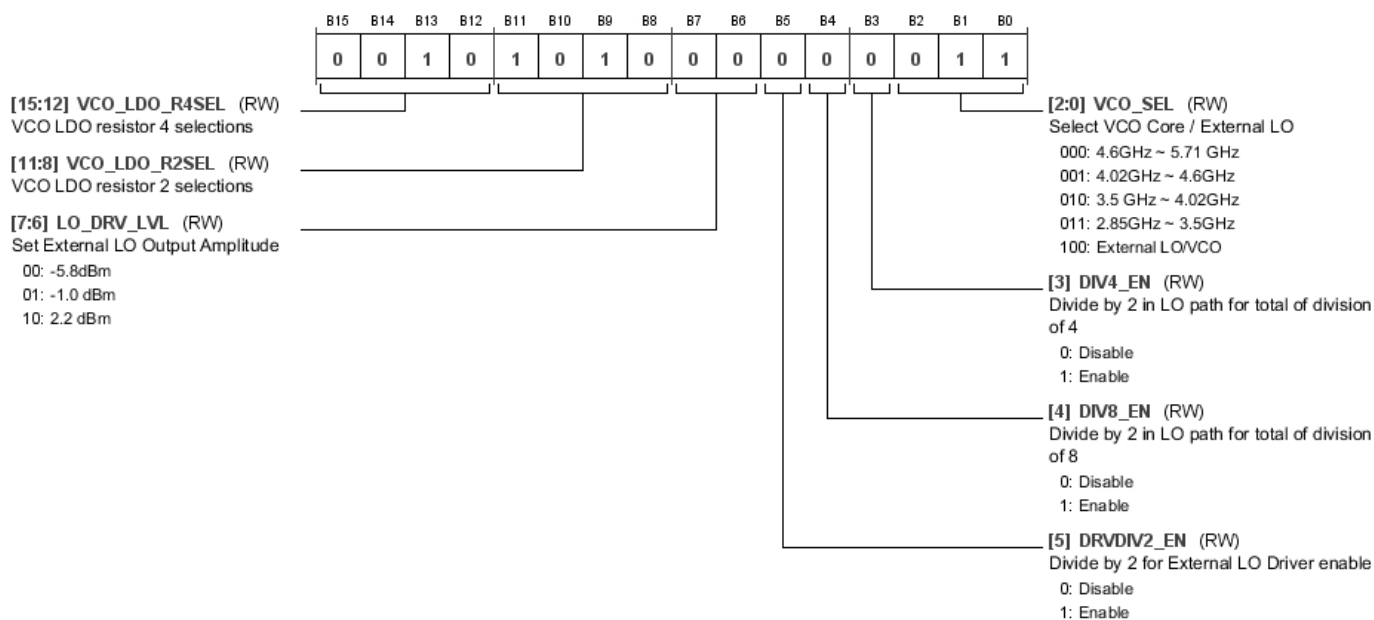 B15 B14 B13 B12 B11 B10 B9 B8 B7 B6 B5 B4 B3 B2 B1 B0
0 0 1 0 1 0 1 0 0 0 0 0 0 0 1 1
[15:12] VCO_LDO_R4SEL (RW)
VCO LDO resistor 4 selections
[11:8] VCO_LDO_R2SEL (RW)
VCO LDO resistor 2 selections
[7:6] LO_DRV_LVL (RW)
Set External LO Output Amplitude
00: -5.8dBm
01: -1.0 dBm
10: 2.2 dBm
[2:0] VCO_SEL (RW)
Select VCO Core / External LO
000: 4.6GHz ~ 5.71 GHz
001: 4.02GHz ~ 4.6GHz
010: 3.5 GHz ~ 4.02GHz
011: 2.85GHz ~ 3.5GHz
100: External LO/VCO
[3] DIV4_EN (RW)
Divide by 2 in LO path for total of division
of 4
0: Disable
1: Enable
[4] DIV8_EN (RW)
Divide by 2 in LO path for total of division
of 8
0: Disable
1: Enable
[5] DRVDIV2_EN (RW)
Divide by 2 for External LO Driver enable
0: Disable
1: Enable